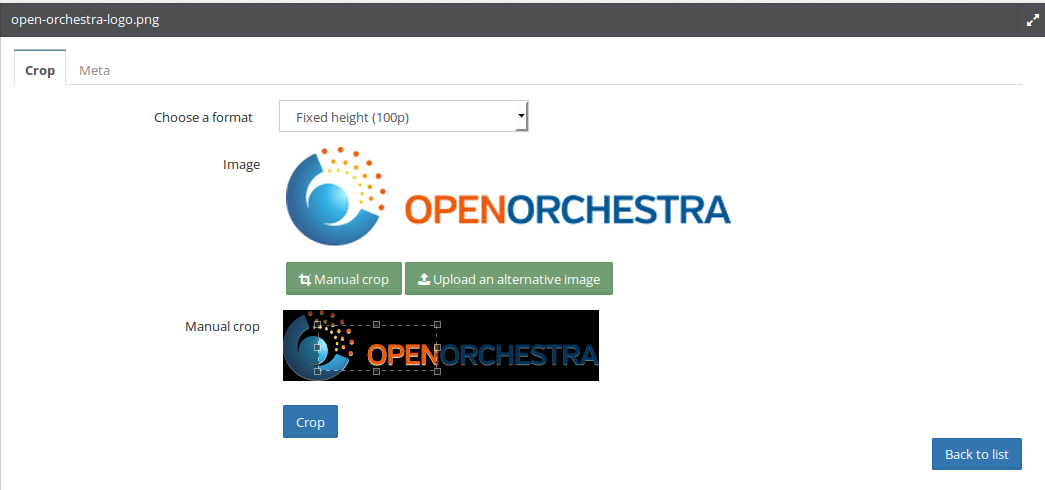 open-orchestra-logo.png
Crop Meta
Choose a format Fixed height (100p)
Image
OPENORCHESTRA
Manual crop Upload an alternative image
Manual crop
OPENORCHESTRA
Crop
Back to list